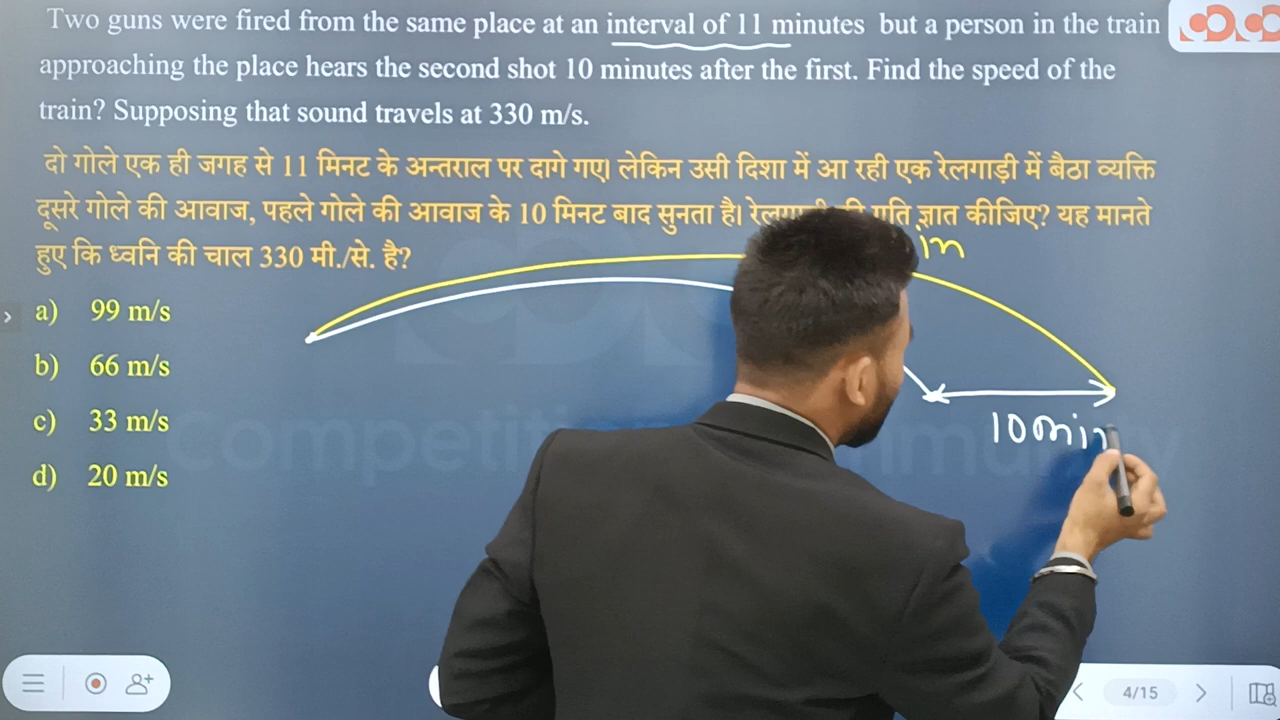 Two guns were fired from the same place at an interval of 11 minutes but a person in the train
approaching the place hears the second shot 10 minutes after the first. Find the speed of the
train? Supposing that sound travels at 330 m/s.
दो गोले एक ही जगह से 11 मिनट के अन्तराल पर दागे गए। लेकिन उसी दिशा में आ रही एक रेलगाड़ी में बैठा व्यक्ति
दूसरे गोले की आवाज, पहले गोले की आवाज के 10 मिनट बाद सुनता है। गति ज्ञात कीजिए? यह मानते
हुए कि ध्वनि की चाल 330 मी./से. है?
in
a) 99 m/s
b) 66 m/s
c) 33 m/s
10min
d) 20 m/s
4/15